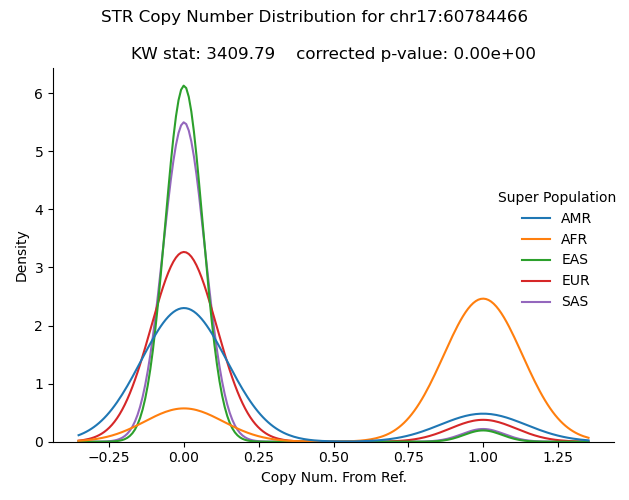 STR Copy Number Distribution for chr17:60784466
KW stat: 3409.79    corrected p-value: 0.00e+00
6
5
4
3
2
1
0
Density
−0.25 0.00 0.25 0.50 0.75 1.00 1.25
Copy Num. From Ref.
Super Population
AMR
AFR
EAS
EUR
SAS